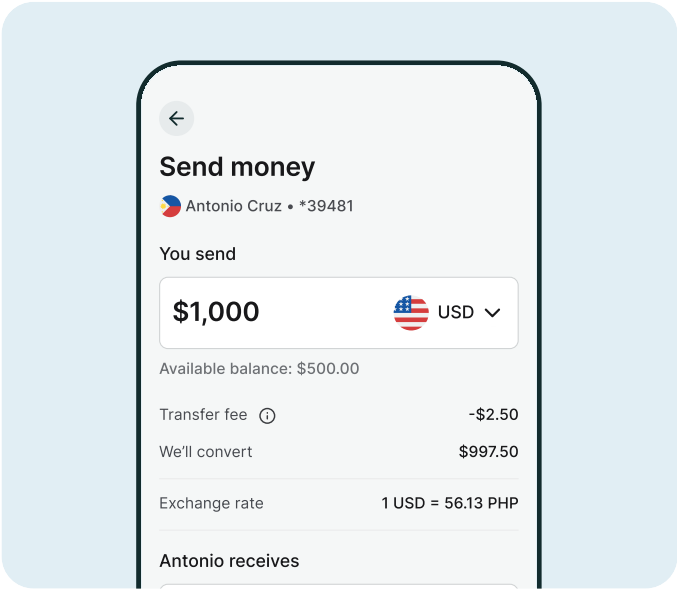 Send money
Antonio Cruz • *39481
You send
$1,000 USD
Available balance: $500.00
Transfer fee -$2.50
We’ll convert $997.50
Exchange rate 1 USD = 56.13 PHP
Antonio receives